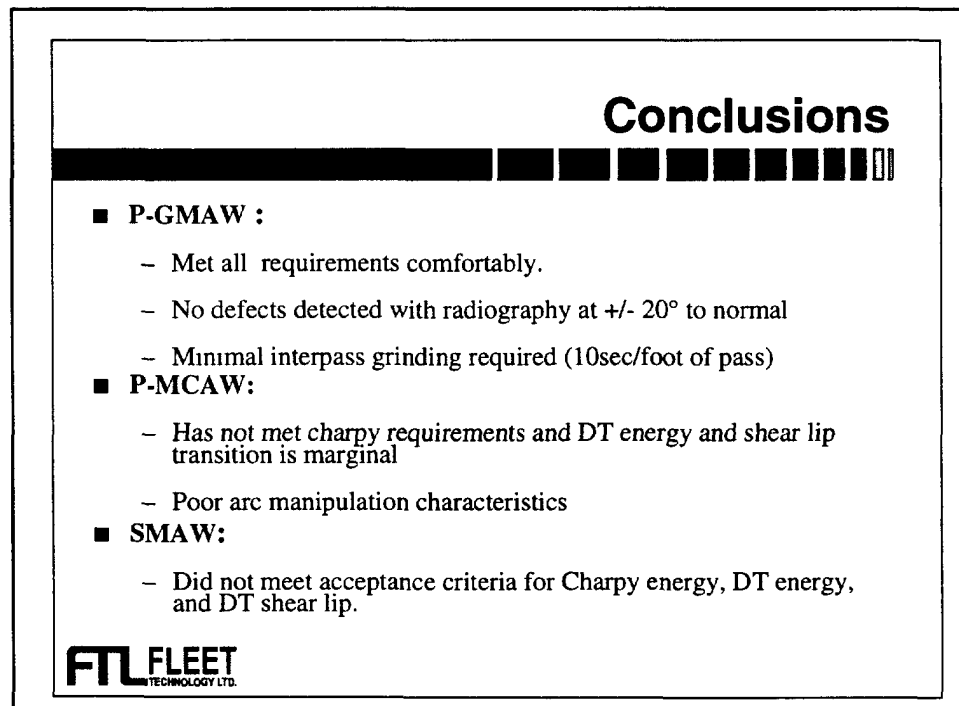 Conclusions
■ P-GMAW :
– Met all requirements comfortably.
– No defects detected with radiography at +/- 20° to normal
– Minimal interpass grinding required (10sec/foot of pass)
■ P-MCAW:
– Has not met charpy requirements and DT energy and shear lip
transition is marginal
– Poor arc manipulation characteristics
■ SMAW:
– Did not meet acceptance criteria for Charpy energy, DT energy,
and DT shear lip.
FTL FLEET
TECHNOLOGY LTD.